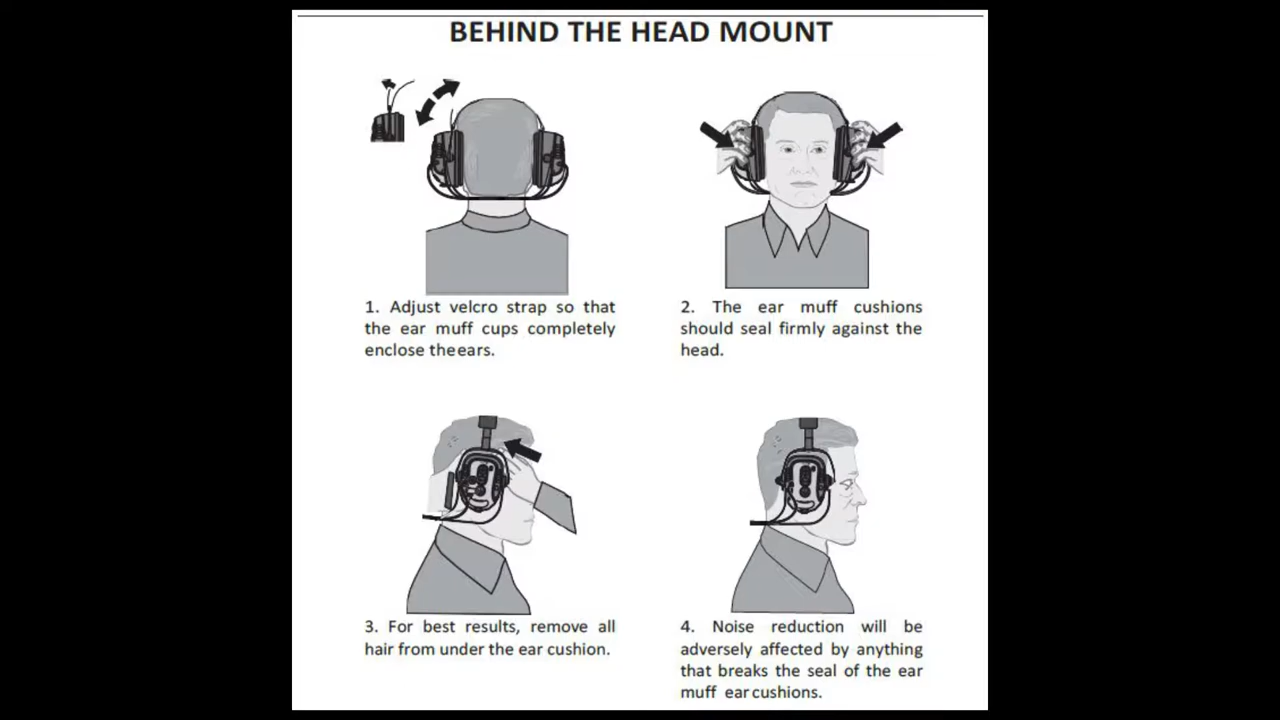 BEHIND THE HEAD MOUNT
1. Adjust velcro strap so that
the ear muff cups completely
enclose theears.
2. The ear muff cushions
should seal firmly against the
head.
3. For best results, remove all
hair from under the ear cushion.
4. Noise reduction will be
adversely affected by anything
that breaks the seal of the ear
muff earcushions.